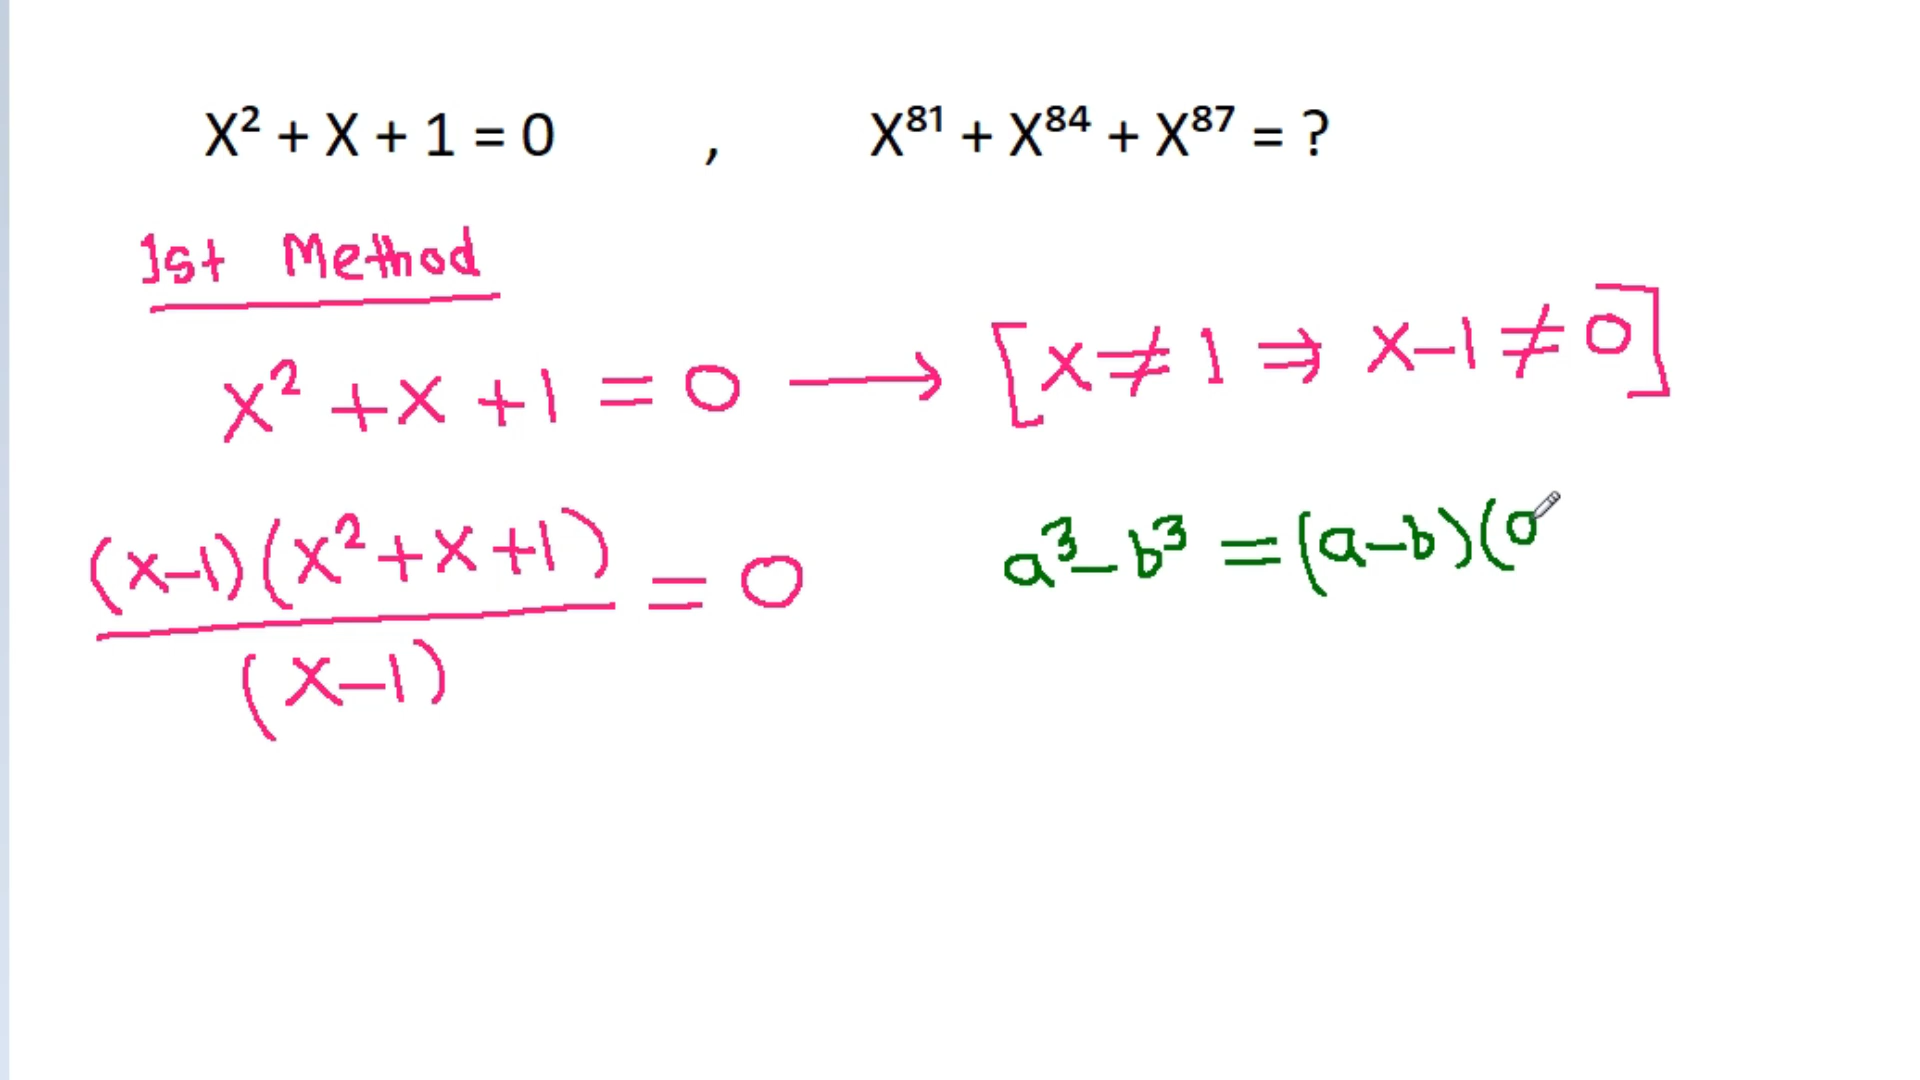 X² + X + 1 = 0 , X⁸¹ + X⁸⁴ + X⁸⁷ = ?
1st Method
x² + x + 1 = 0 → [x ≠ 1 ⇒ x-1 ≠ 0]
(x-1)(x²+x+1) = 0
(x-1)
a³-b³ = (a-b)(a